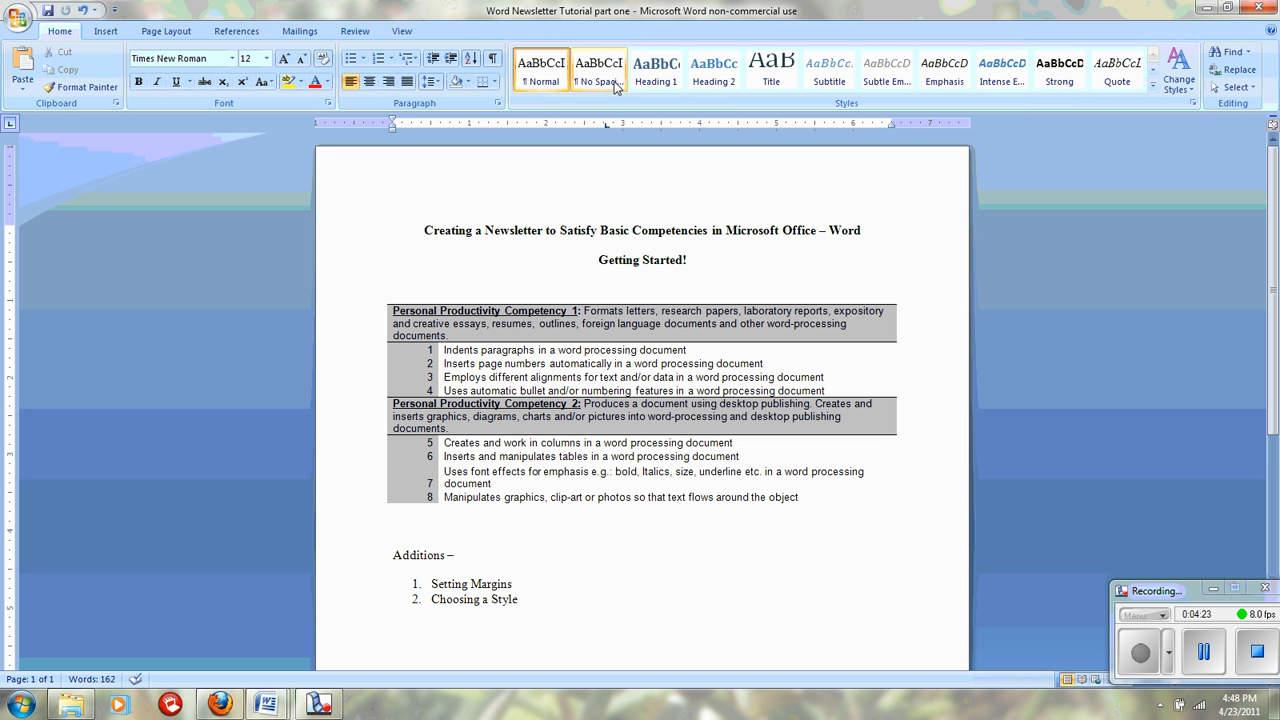 Word Newsletter Tutorial part one - Microsoft Word non-commercial use
Home Insert Page Layout References Mailings Review View
Paste
Cut
Copy
Format Painter
Clipboard
Times New Roman 12
Font
Paragraph
AaBbCcI AaBbCcI AaBbCc AaBbCc AaB AaBbCc. AaBbCcD AaBbCcD AaBbCcD AaBbCcD AaBbCcL
¶ Normal ¶ No Spac... Heading 1 Heading 2 Title Subtitle Subtle Em... Emphasis Intense E... Strong Quote
Change
Styles
Styles
Find
Replace
Select
Editing
1 1 2 3 4 5 6 7
Creating a Newsletter to Satisfy Basic Competencies in Microsoft Office – Word
Getting Started!
Personal Productivity Competency 1: Formats letters, research papers, laboratory reports, expository
and creative essays, resumes, outlines, foreign language documents and other word-processing
documents.
1 Indents paragraphs in a word processing document
2 Inserts page numbers automatically in a word processing document
3 Employs different alignments for text and/or data in a word processing document
4 Uses automatic bullet and/or numbering features in a word processing document
Personal Productivity Competency 2: Produces a document using desktop publishing. Creates and
inserts graphics, diagrams, charts and/or pictures into word-processing and desktop publishing
documents.
5 Creates and work in columns in a word processing document
6 Inserts and manipulates tables in a word processing document
Uses font effects for emphasis e.g.: bold, Italics, size, underline etc. in a word processing
7 document
8 Manipulates graphics, clip-art or photos so that text flows around the object
Additions –
1. Setting Margins
2. Choosing a Style
Recording...
Menu 0:04:23 8.0 fps
Page: 1 of 1 Words: 162
4:48 PM
4/23/2011